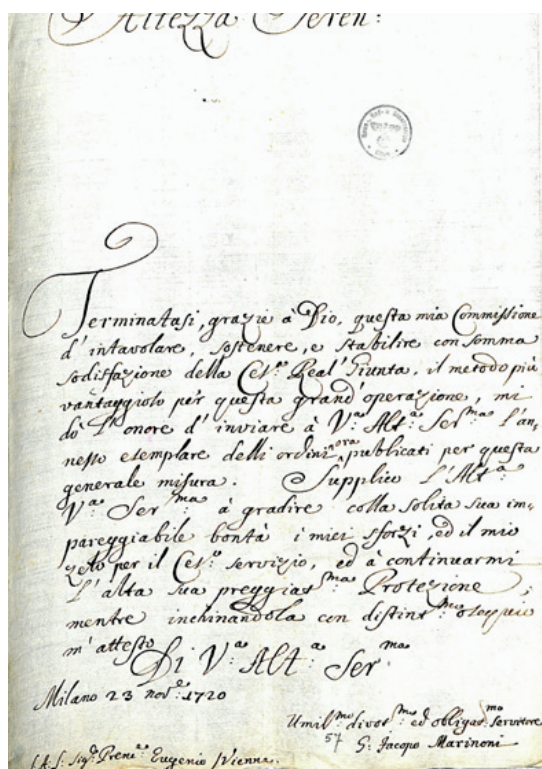 Altezza Seren:
Terminatasi, grazie à Dio, questa mia Commissione
d'intavolare, sostenere, e stabilire con somma
sodisfazione della Ces:ª Real' Giunta, il metodo più
vantaggioso per questa grand'operazione, mi
dò l'onore d'inviare à V:ª Alt:ª Ser:ma l'an-
nesso esemplare delli ordini ora publicati per questa
generale misura. Supplico l'Alt:ª
V:ª Ser:ma à gradire colla solita sua im-
pareggiabile bontà i miei sforzi, ed il mio
zelo per il Ces:º servizio, ed à continuarmi
l'alta sua preggias:ma Protezione;
mentre inchinandola con distint:mo ossequio
m'attesto
Di V:ª Alt:ª Ser:ma
Milano 23 nov:e 1720
Umil:mo divot:mo ed obligat:mo servitore
57 G: Jacopo Marinoni
Eugenio Vienna.